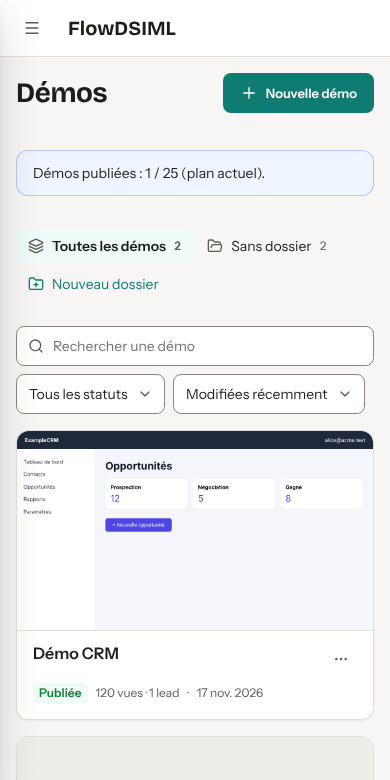 FlowDSIML
Démos
Nouvelle démo
Démos publiées : 1 / 25 (plan actuel).
Toutes les démos 2
Sans dossier 2
Nouveau dossier
Rechercher une démo
Tous les statuts
Modifiées récemment
ExampleCRM
alice@acme.test
Tableau de bord
Contacts
Opportunités
Rapports
Paramètres
Opportunités
Prospection
12
Négociation
5
Gagné
8
+ Nouvelle opportunité
Démo CRM
...
Publiée 120 vues · 1 lead · 17 nov. 2026